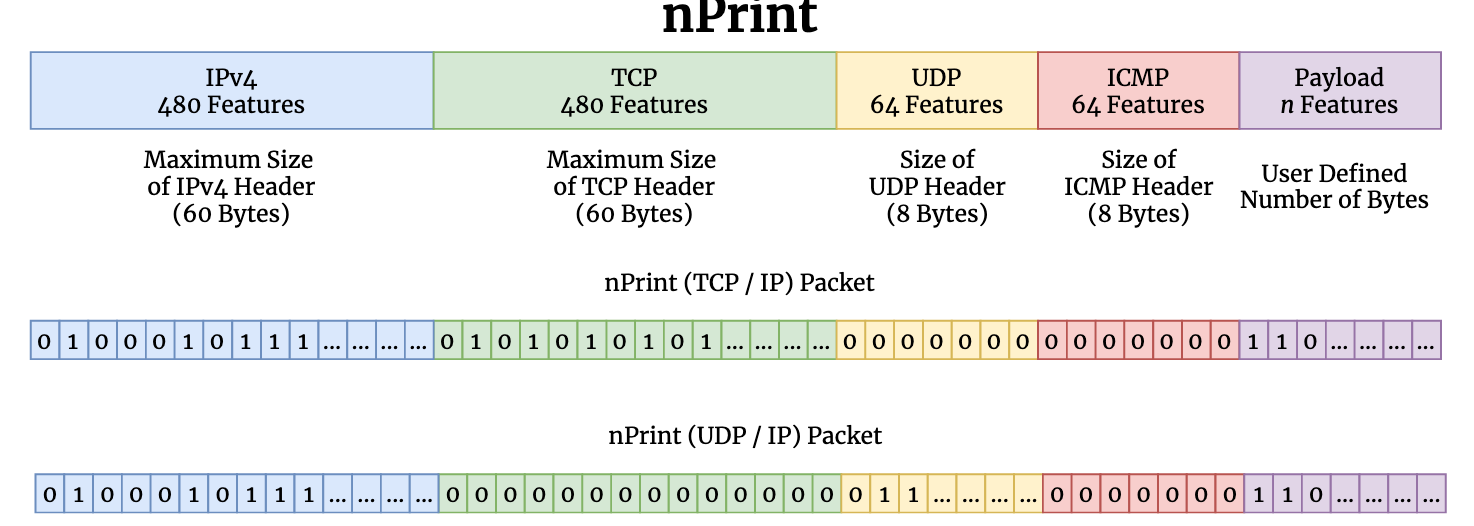 nPrint
IPv4
480 Features
TCP
480 Features
UDP
64 Features
ICMP
64 Features
Payload
n Features
Maximum Size
of IPv4 Header
(60 Bytes)
Maximum Size
of TCP Header
(60 Bytes)
Size of
UDP Header
(8 Bytes)
Size of
ICMP Header
(8 Bytes)
User Defined
Number of Bytes
nPrint (TCP / IP) Packet
0 1 0 0 0 1 0 1 1 1 ... ... ... ... 0 1 0 1 0 1 0 1 0 1 ... ... ... ... 0 0 0 0 0 0 0 0 0 0 0 0 0 0 1 1 0 ... ... ... ...
nPrint (UDP / IP) Packet
0 1 0 0 0 1 0 1 1 1 ... ... ... ... 0 0 0 0 0 0 0 0 0 0 0 0 0 0 0 1 1 ... ... ... ... 0 0 0 0 0 0 0 1 1 0 ... ... ... ...